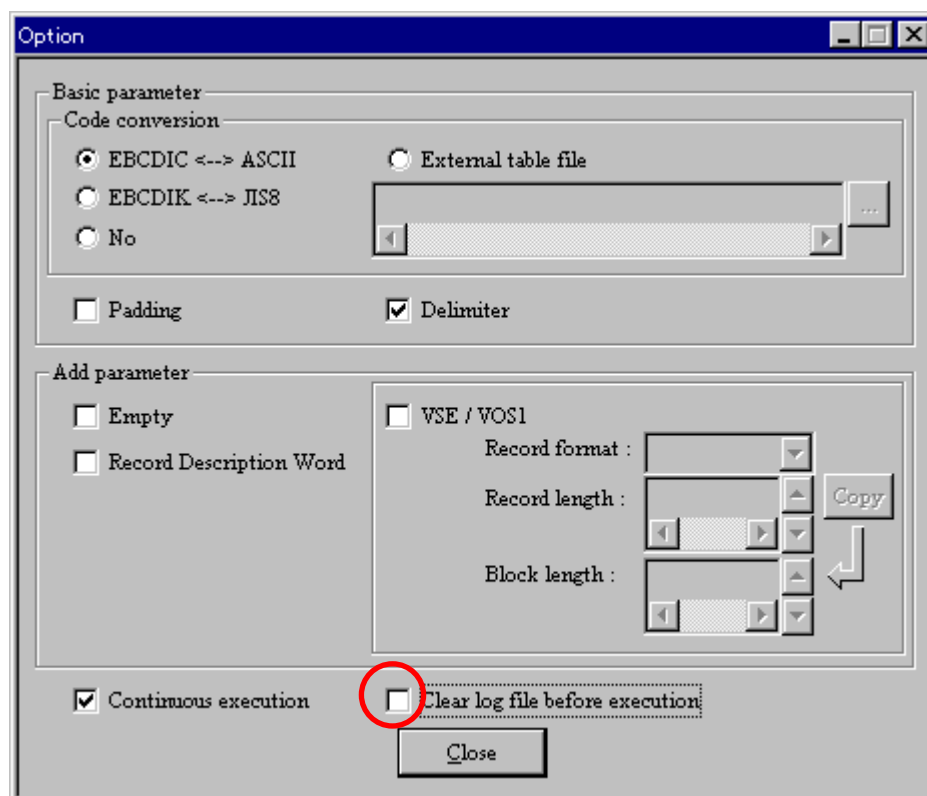 Option
Basic parameter
Code conversion
EBCDIC <--> ASCII
External table file
EBCDIK <--> JIS8
...
No
Padding
Delimiter
Add parameter
Empty
VSE / VOS1
Record format :
Record Description Word
Record length :
Copy
Block length :
Continuous execution
Clear log file before execution
Close